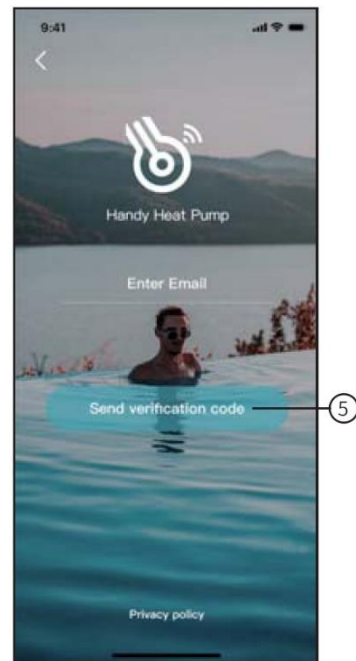 9:41
Handy Heat Pump
Enter Email
Send verification code
5
Privacy policy